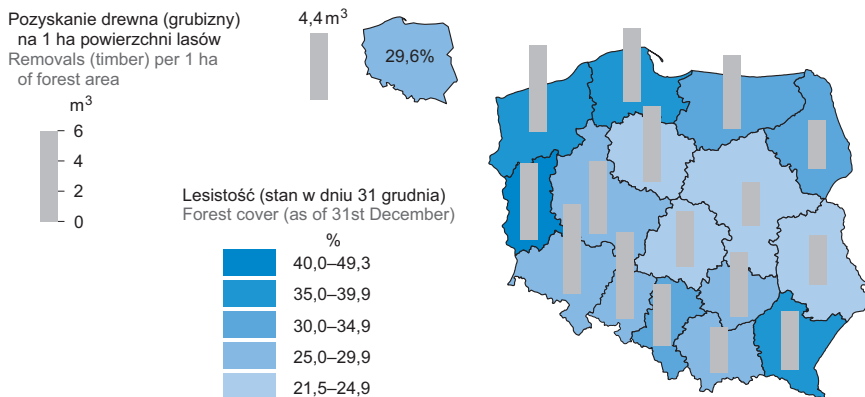 Pozyskanie drewna (grubizny)
na 1 ha powierzchni lasów
Removals (timber) per 1 ha
of forest area
m³
6
4
2
0
4,4 m³
29,6%
Lesistość (stan w dniu 31 grudnia)
Forest cover (as of 31st December)
%
40,0–49,3
35,0–39,9
30,0–34,9
25,0–29,9
21,5–24,9